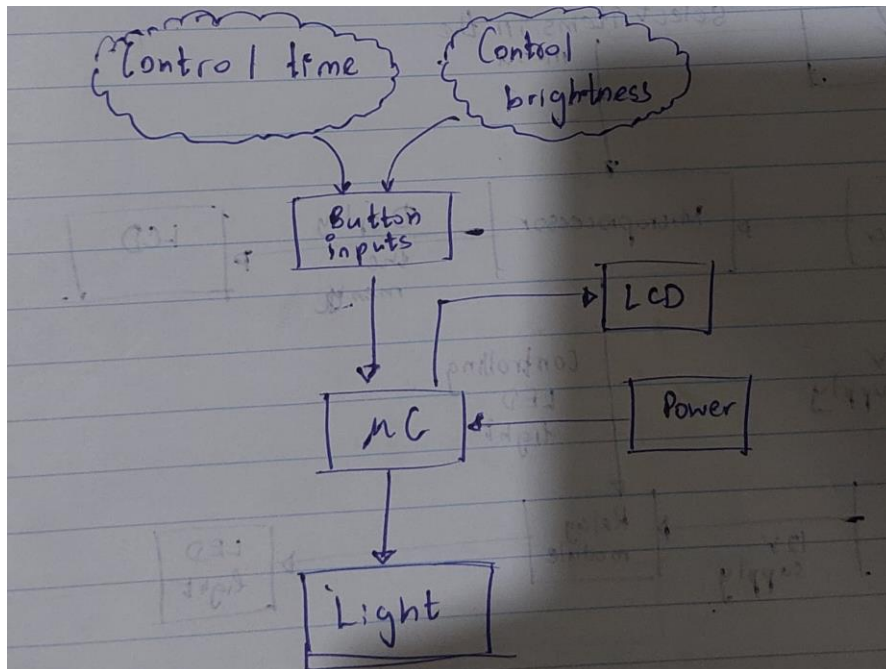 Control time
Control
brightness
Button
inputs
LCD
μC
Power
Light